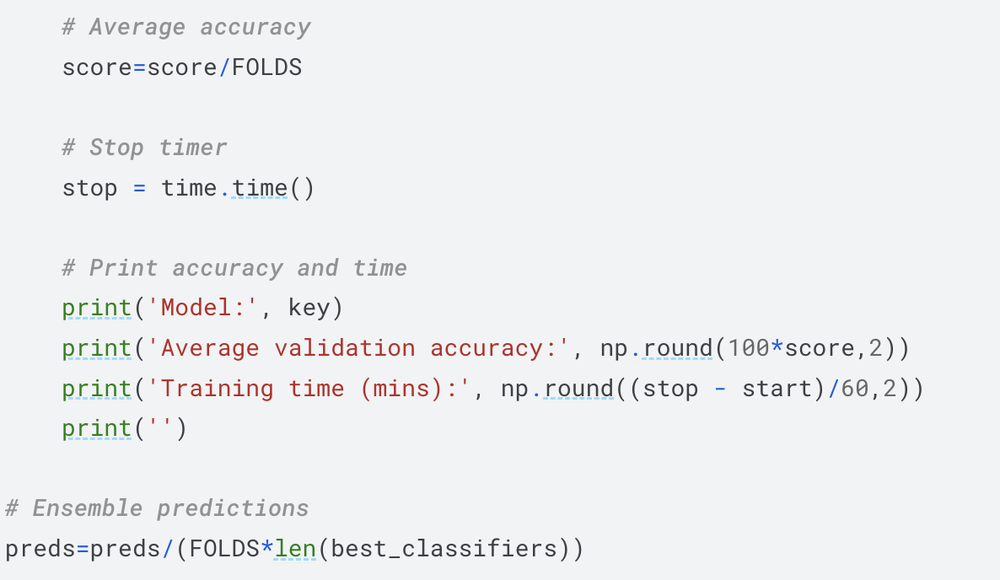 # Average accuracy
score=score/FOLDS
# Stop timer
stop = time.time()
# Print accuracy and time
print('Model:', key)
print('Average validation accuracy:', np.round(100*score,2))
print('Training time (mins):', np.round((stop - start)/60,2))
print('')
# Ensemble predictions
preds=preds/(FOLDS*len(best_classifiers))